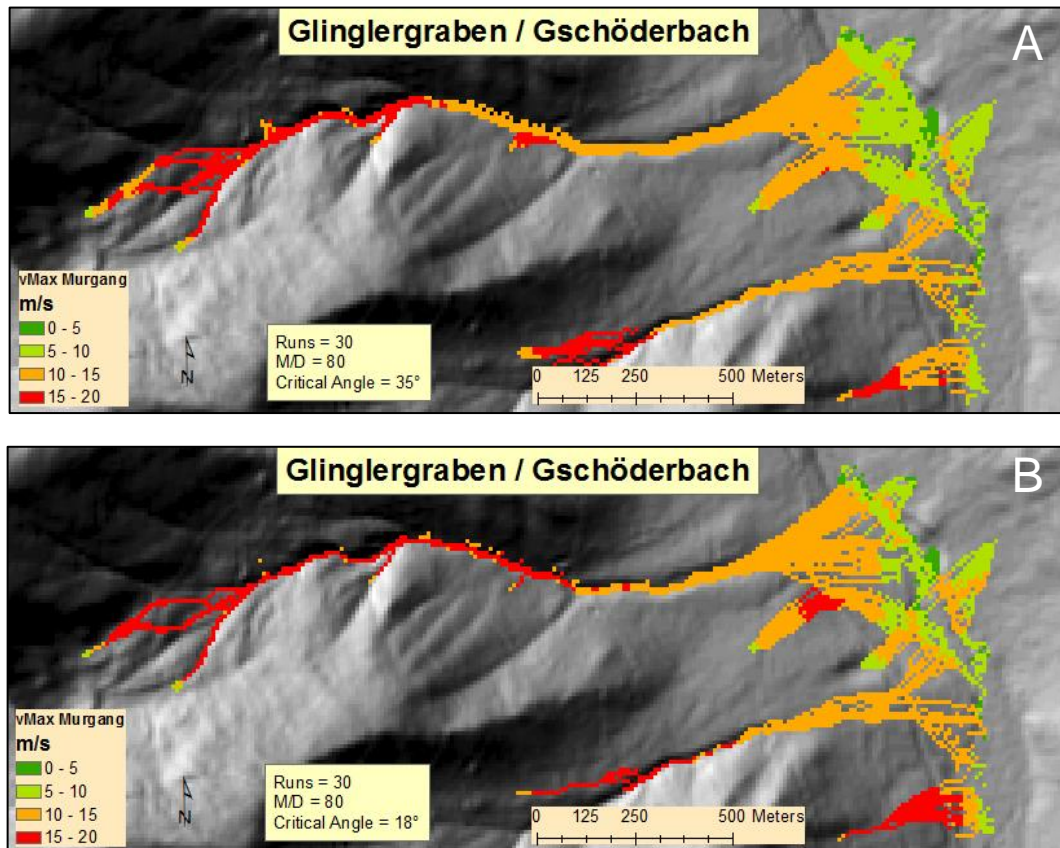 Glinglergraben / Gschöderbach
A
vMax Murgang
m/s
0 - 5
5 - 10
10 - 15
15 - 20
N
Runs = 30
M/D = 80
Critical Angle = 35°
0 125 250 500 Meters
Glinglergraben / Gschöderbach
B
vMax Murgang
m/s
0 - 5
5 - 10
10 - 15
15 - 20
N
Runs = 30
M/D = 80
Critical Angle = 18°
0 125 250 500 Meters